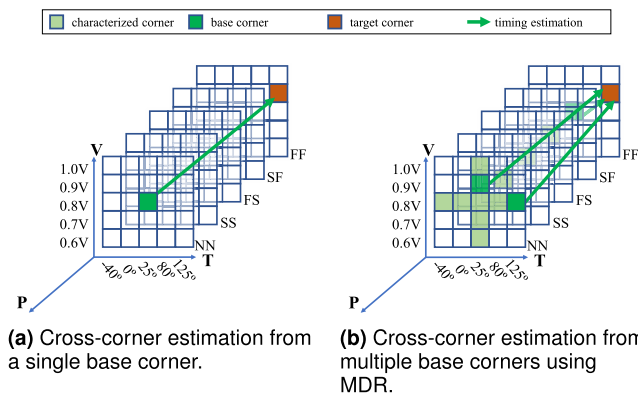 characterized corner base corner target corner timing estimation
V
1.0V
0.9V
0.8V
0.7V
0.6V
FF
SF
FS
SS
NN
-40° 0° 25° 80° 125° T
P
V
1.0V
0.9V
0.8V
0.7V
0.6V
FF
SF
FS
SS
NN
-40° 0° 25° 80° 125° T
P
(a) Cross-corner estimation from
a single base corner.
(b) Cross-corner estimation from
multiple base corners using
MDR.